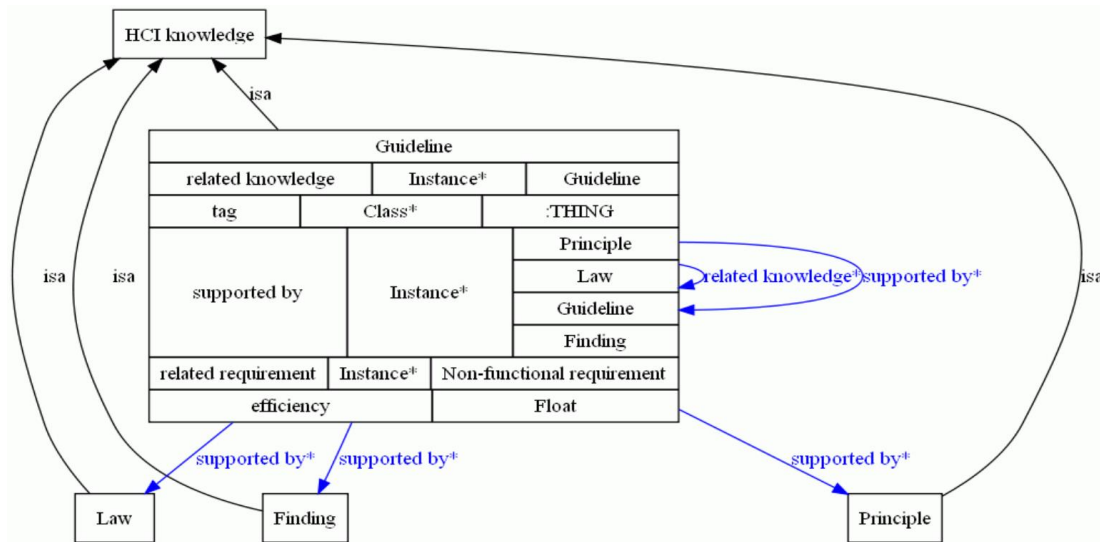 HCI knowledge
isa
Guideline
related knowledge Instance* Guideline
tag Class* :THING
supported by Instance* Principle
Law
Guideline
Finding
related knowledge* supported by*
isa isa isa
related requirement Instance* Non-functional requirement
efficiency Float
supported by* supported by* supported by*
Law Finding Principle